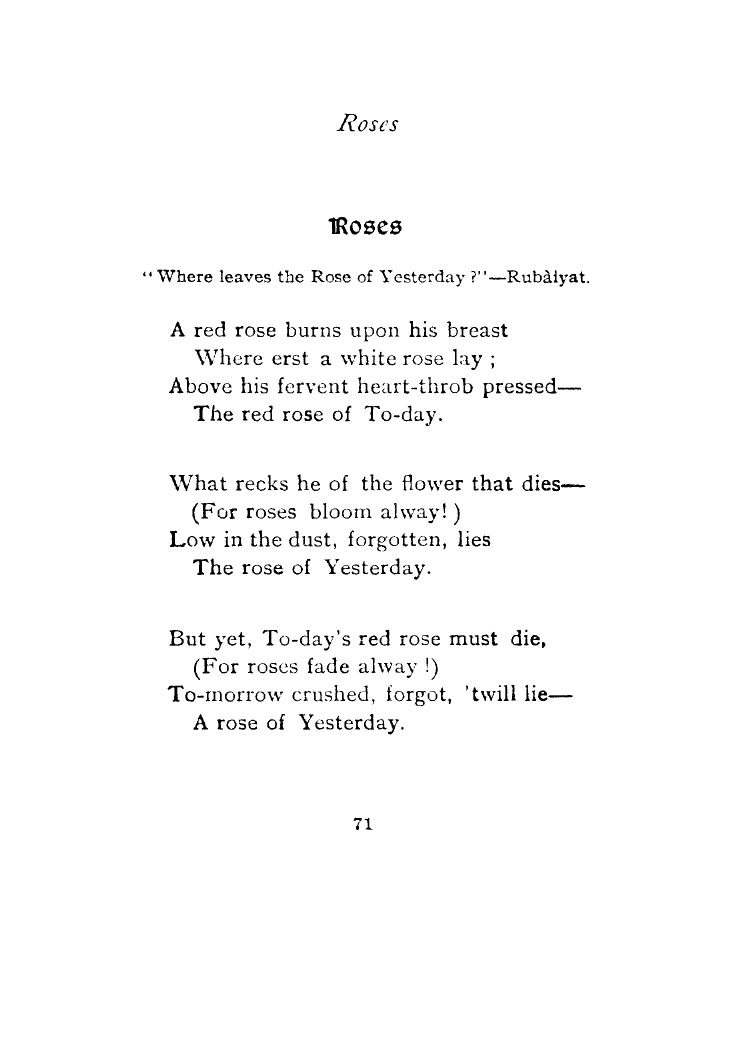 Roses
Roses
"Where leaves the Rose of Yesterday?"—Rubàiyat.
A red rose burns upon his breast
Where erst a white rose lay;
Above his fervent heart-throb pressed—
The red rose of To-day.
What recks he of the flower that dies—
(For roses bloom alway!)
Low in the dust, forgotten, lies
The rose of Yesterday.
But yet, To-day's red rose must die,
(For roses fade alway!)
To-morrow crushed, forgot, 'twill lie—
A rose of Yesterday.
71